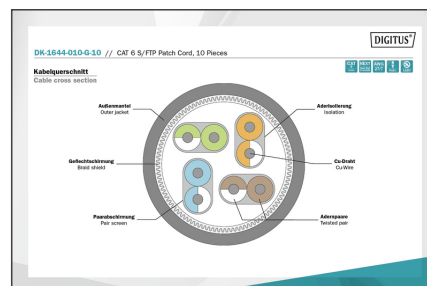 DIGITUS®
DK-1644-010-G-10 // CAT 6 S/FTP Patch Cord, 10 Pieces
Kabelquerschnitt
Cable cross section
Außenmantel
Outer jacket
Aderisolierung
Isolation
Geflechtschirmung
Braid shield
Cu-Draht
Cu-Wire
Paarabschirmung
Pair screen
Adernpaare
Twisted pair